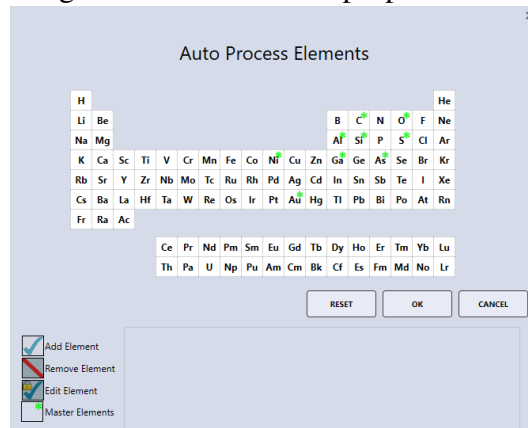 Auto Process Elements
H He
Li Be B C* N O* F Ne
Na Mg Al* Si* P S* Cl Ar
K Ca Sc Ti V Cr Mn Fe Co Ni* Cu Zn Ga* Ge As* Se Br Kr
Rb Sr Y Zr Nb Mo Tc Ru Rh Pd Ag Cd In Sn Sb Te I Xe
Cs Ba La Hf Ta W Re Os Ir Pt Au* Hg Tl Pb Bi Po At Rn
Fr Ra Ac
Ce Pr Nd Pm Sm Eu Gd Tb Dy Ho Er Tm Yb Lu
Th Pa U Np Pu Am Cm Bk Cf Es Fm Md No Lr
RESET OK CANCEL
Add Element
Remove Element
Edit Element
* Master Elements